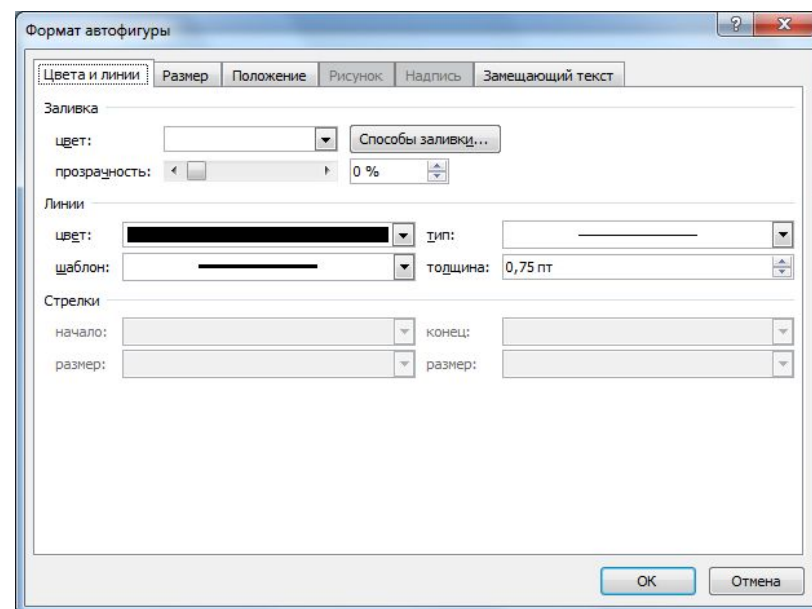 Формат автофигуры
Цвета и линии Размер Положение Рисунок Надпись Замещающий текст
Заливка
цвет: Способы заливки...
прозрачность: 0 %
Линии
цвет: тип:
шаблон: толщина: 0,75 пт
Стрелки
начало: конец:
размер: размер:
ОК Отмена